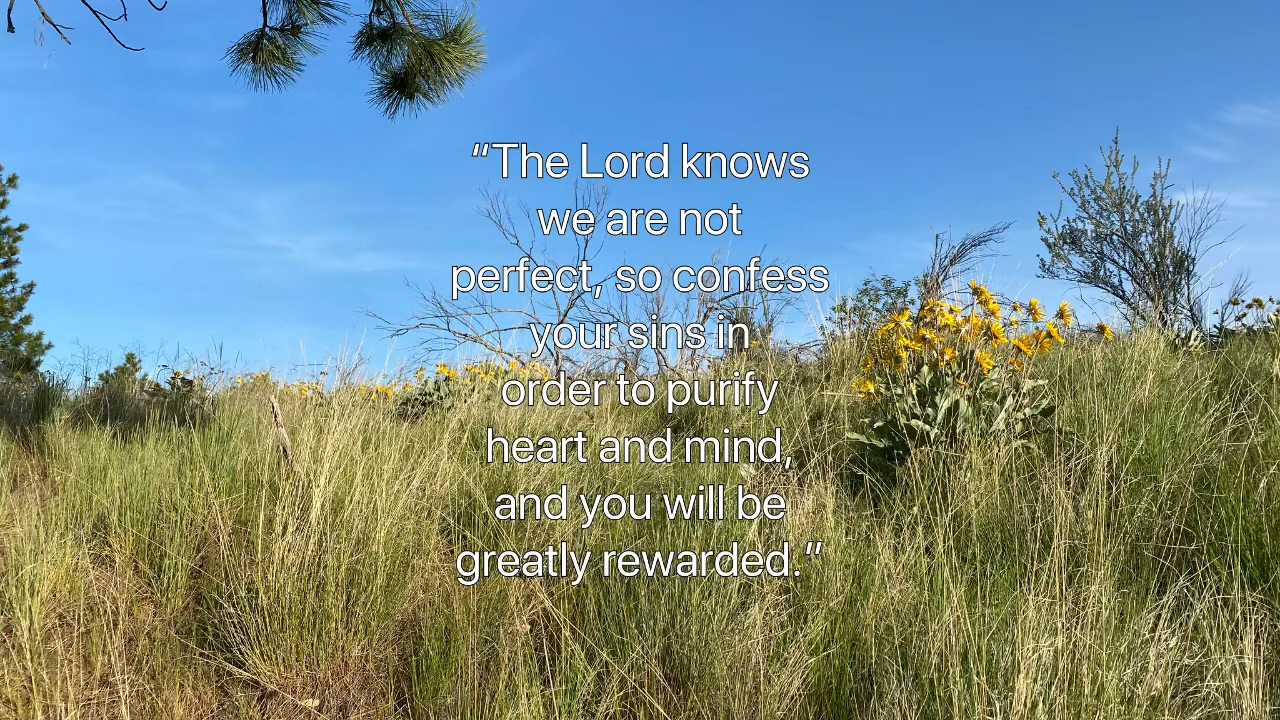 “The Lord knows
we are not
perfect, so confess
your sins in
order to purify
heart and mind,
and you will be
greatly rewarded.”